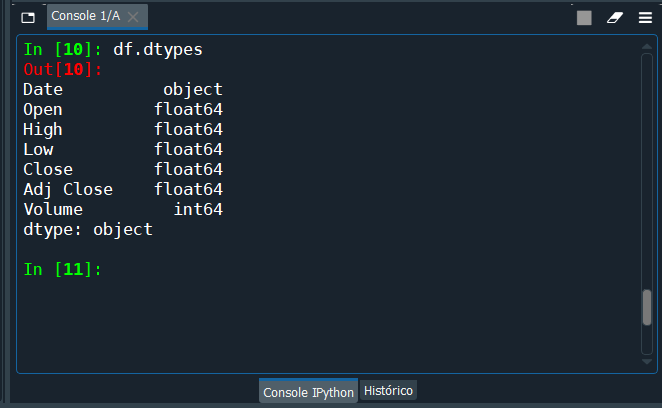 Console 1/A
In [10]: df.dtypes
Out[10]:
Date object
Open float64
High float64
Low float64
Close float64
Adj Close float64
Volume int64
dtype: object
In [11]:
Console IPython
Histórico